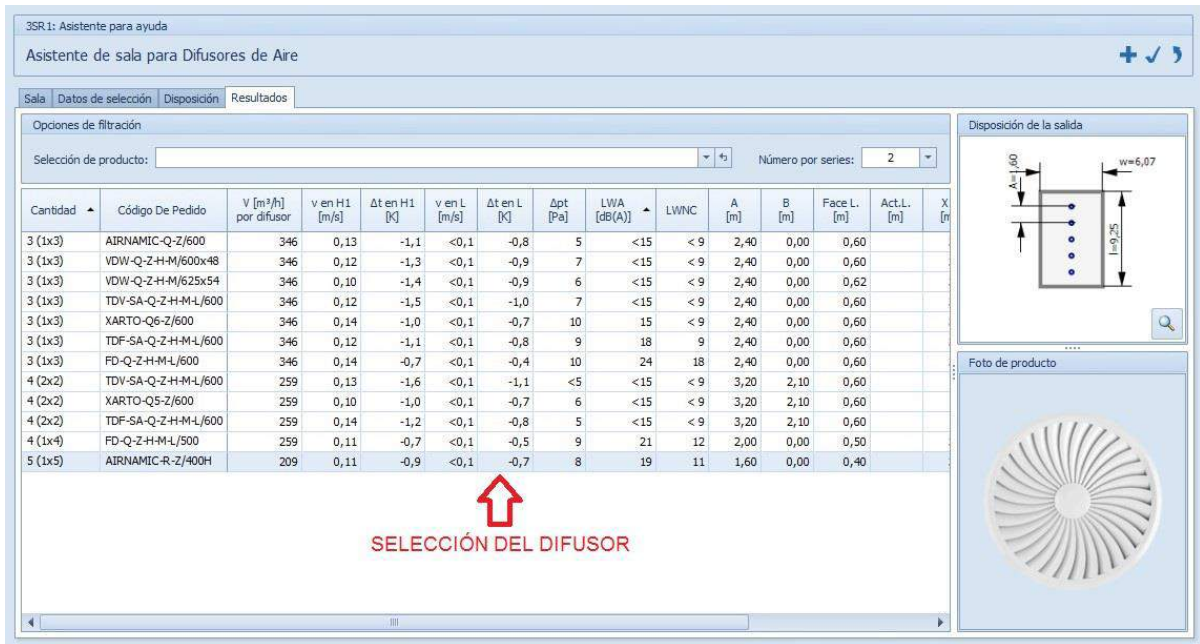 3SR1: Asistente para ayuda
Asistente de sala para Difusores de Aire
Sala Datos de selección Disposición Resultados
Opciones de filtración
Selección de producto: Número por series: 2
Cantidad Código De Pedido V [m³/h] por difusor v en H1 [m/s] Δt en H1 [K] v en L [m/s] Δt en L [K] Δpt [Pa] LWA [dB(A)] LWNC A [m] B [m] Face L. [m] Act.L. [m]
3 (1x3) AIRNAMIC-Q-Z/600 346 0,13 -1,1 <0,1 -0,8 5 <15 < 9 2,40 0,00 0,60
3 (1x3) VDW-Q-Z-H-M/600x48 346 0,12 -1,3 <0,1 -0,9 7 <15 < 9 2,40 0,00 0,60
3 (1x3) VDW-Q-Z-H-M/625x54 346 0,10 -1,4 <0,1 -0,9 6 <15 < 9 2,40 0,00 0,62
3 (1x3) TDV-SA-Q-Z-H-M-L/600 346 0,12 -1,5 <0,1 -1,0 7 <15 < 9 2,40 0,00 0,60
3 (1x3) XARTO-Q6-Z/600 346 0,14 -1,0 <0,1 -0,7 10 15 < 9 2,40 0,00 0,60
3 (1x3) TDF-SA-Q-Z-H-M-L/600 346 0,12 -1,1 <0,1 -0,8 9 18 9 2,40 0,00 0,60
3 (1x3) FD-Q-Z-H-M-L/600 346 0,14 -0,7 <0,1 -0,4 10 24 18 2,40 0,00 0,60
4 (2x2) TDV-SA-Q-Z-H-M-L/600 259 0,13 -1,6 <0,1 -1,1 <5 <15 < 9 3,20 2,10 0,60
4 (2x2) XARTO-Q5-Z/600 259 0,10 -1,0 <0,1 -0,7 6 <15 < 9 3,20 2,10 0,60
4 (2x2) TDF-SA-Q-Z-H-M-L/600 259 0,14 -1,2 <0,1 -0,8 5 <15 < 9 3,20 2,10 0,60
4 (1x4) FD-Q-Z-H-M-L/500 259 0,11 -0,7 <0,1 -0,5 9 21 12 2,00 0,00 0,50
5 (1x5) AIRNAMIC-R-Z/400H 209 0,11 -0,9 <0,1 -0,7 8 19 11 1,60 0,00 0,40
SELECCIÓN DEL DIFUSOR
Disposición de la salida
A=1,60
w=6,07
l=9,25
Foto de producto